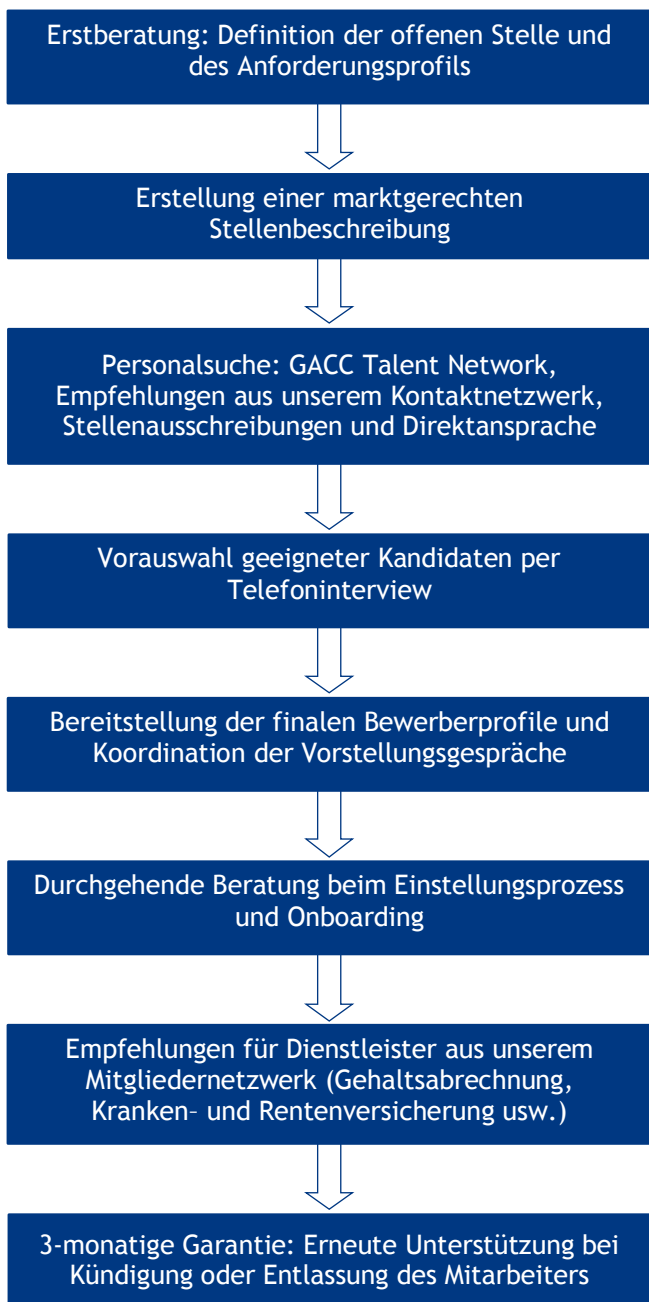 Erstberatung: Definition der offenen Stelle und
des Anforderungsprofils
Erstellung einer marktgerechten
Stellenbeschreibung
Personalsuche: GACC Talent Network,
Empfehlungen aus unserem Kontaktnetzwerk,
Stellenausschreibungen und Direktansprache
Vorauswahl geeigneter Kandidaten per
Telefoninterview
Bereitstellung der finalen Bewerberprofile und
Koordination der Vorstellungsgespräche
Durchgehende Beratung beim Einstellungsprozess
und Onboarding
Empfehlungen für Dienstleister aus unserem
Mitgliedernetzwerk (Gehaltsabrechnung,
Kranken– und Rentenversicherung usw.)
3-monatige Garantie: Erneute Unterstützung bei
Kündigung oder Entlassung des Mitarbeiters